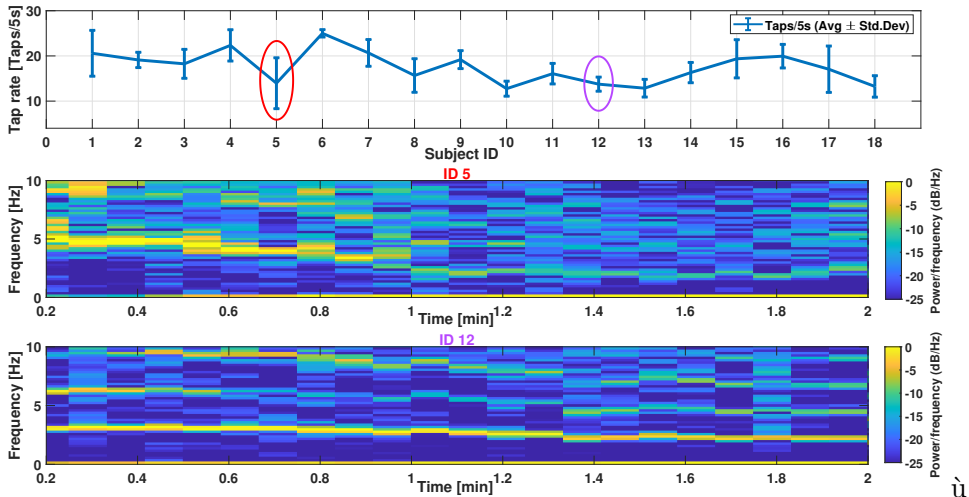 Tap rate [Taps/5s]
30
20
10
Taps/5s (Avg ± Std.Dev)
0 1 2 3 4 5 6 7 8 9 10 11 12 13 14 15 16 17 18
Subject ID
ID 5
Frequency [Hz]
10
5
0
0.2 0.4 0.6 0.8 1 1.2 1.4 1.6 1.8 2
Time [min]
0
-5
-10
-15
-20
-25
Power/frequency (dB/Hz)
ID 12
Frequency [Hz]
10
5
0
0.2 0.4 0.6 0.8 1 1.2 1.4 1.6 1.8 2
Time [min]
0
-5
-10
-15
-20
-25
Power/frequency (dB/Hz)
ù